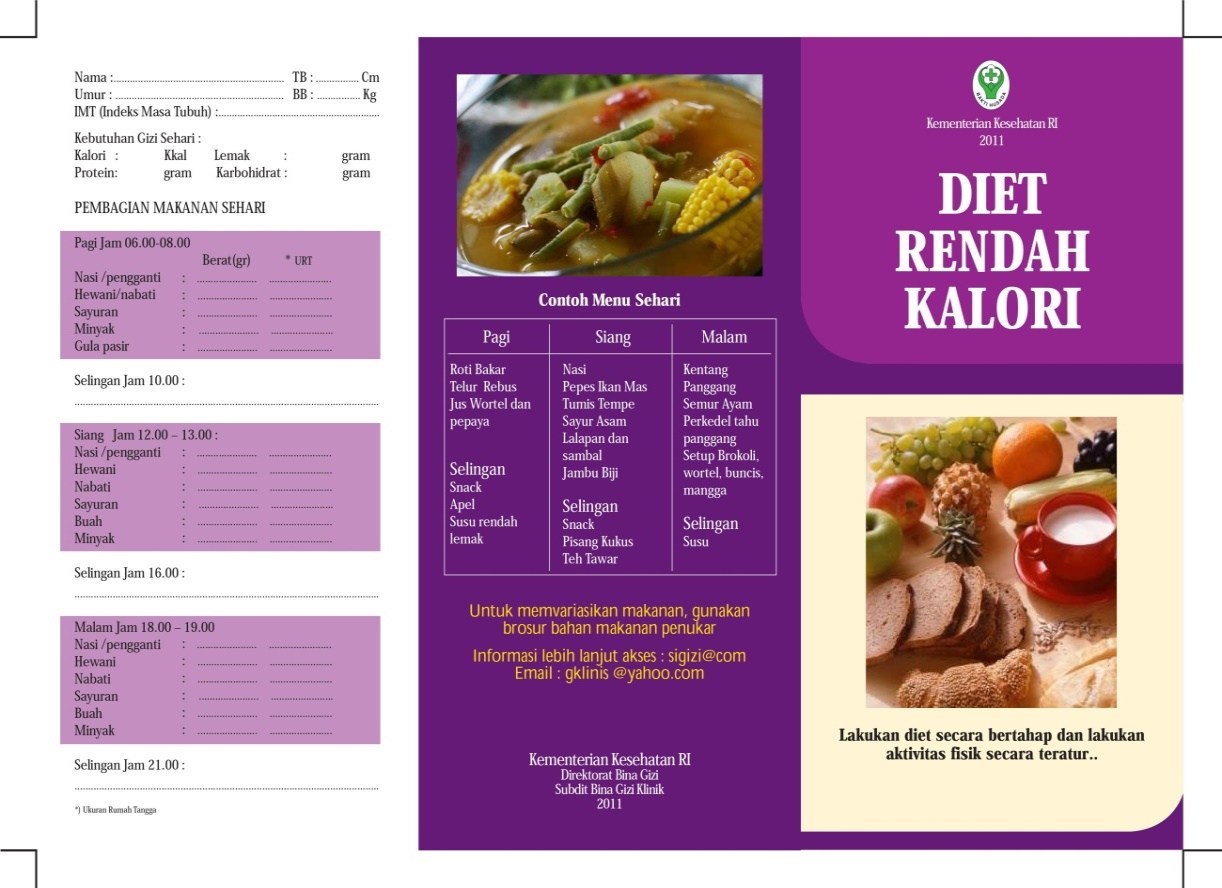 Nama :................................................................ TB : ................ Cm
Umur : ............................................................... BB : ................ Kg
IMT (Indeks Masa Tubuh) :............................................................
Kebutuhan Gizi Sehari :
Kalori : Kkal Lemak : gram
Protein: gram Karbohidrat : gram
PEMBAGIAN MAKANAN SEHARI
Pagi Jam 06.00-08.00
Berat(gr) * URT
Nasi /pengganti : ...................... .......................
Hewani/nabati : ...................... .......................
Sayuran : ...................... .......................
Minyak : ...................... .......................
Gula pasir : ...................... .......................
Selingan Jam 10.00 :
..................................................................................................................
Siang Jam 12.00 – 13.00 :
Nasi /pengganti : ...................... .......................
Hewani : ...................... .......................
Nabati : ...................... .......................
Sayuran : ...................... .......................
Buah : ...................... .......................
Minyak : ...................... .......................
Selingan Jam 16.00 :
..................................................................................................................
Malam Jam 18.00 – 19.00
Nasi /pengganti : ...................... .......................
Hewani : ...................... .......................
Nabati : ...................... .......................
Sayuran : ...................... .......................
Buah : ...................... .......................
Minyak : ...................... .......................
Selingan Jam 21.00 :
..................................................................................................................
*) Ukuran Rumah Tangga
Contoh Menu Sehari
Pagi
Roti Bakar
Telur Rebus
Jus Wortel dan
pepaya
Selingan
Snack
Apel
Susu rendah
lemak
Siang
Nasi
Pepes Ikan Mas
Tumis Tempe
Sayur Asam
Lalapan dan
sambal
Jambu Biji
Selingan
Snack
Pisang Kukus
Teh Tawar
Malam
Kentang
Panggang
Semur Ayam
Perkedel tahu
panggang
Setup Brokoli,
wortel, buncis,
mangga
Selingan
Susu
Untuk memvariasikan makanan, gunakan
brosur bahan makanan penukar
Informasi lebih lanjut akses : sigizi@com
Email : gklinis @yahoo.com
Kementerian Kesehatan RI
Direktorat Bina Gizi
Subdit Bina Gizi Klinik
2011
BAKTI HUSADA
Kementerian Kesehatan RI
2011
DIET
RENDAH
KALORI
Lakukan diet secara bertahap dan lakukan
aktivitas fisik secara teratur..